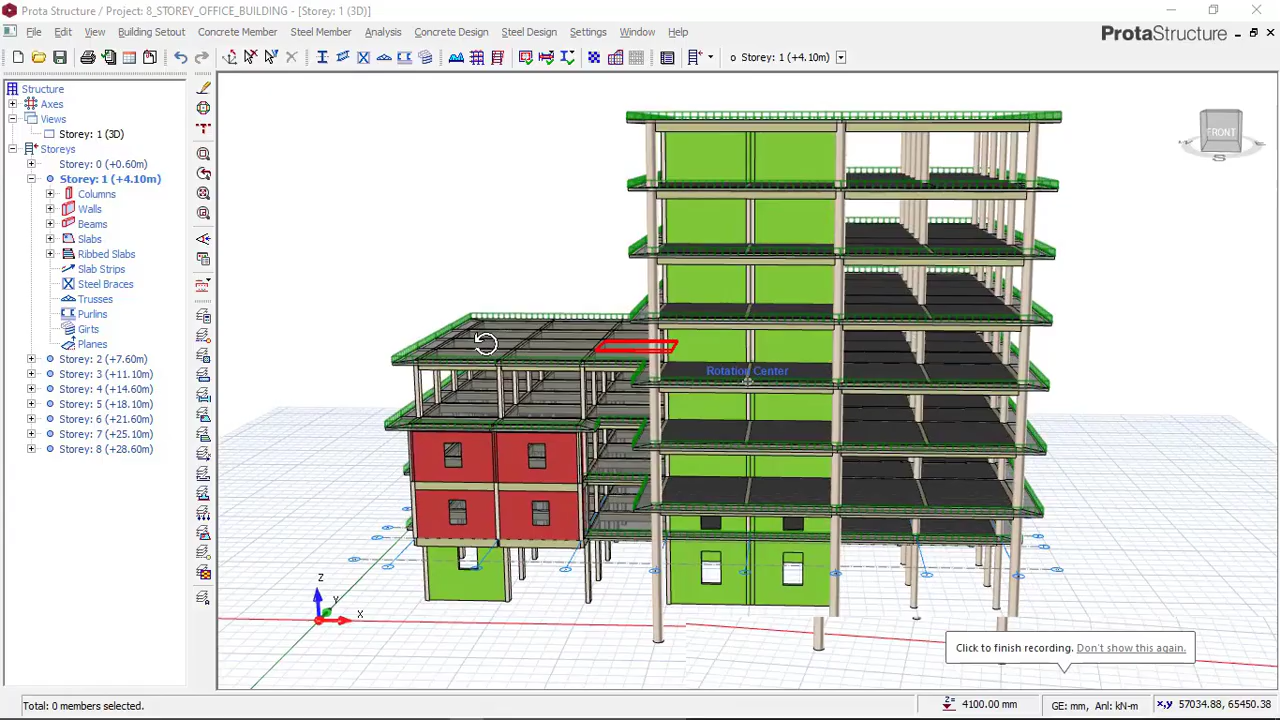 Prota Structure / Project: 8_STOREY_OFFICE_BUILDING - [Storey: 1 (3D)]
File Edit View Building Setout Concrete Member Steel Member Analysis Concrete Design Steel Design Settings Window Help
ProtaStructure
o Storey: 1 (+4.10m)
Structure
Axes
Views
Storey: 1 (3D)
Storeys
Storey: 0 (+0.60m)
Storey: 1 (+4.10m)
Columns
Walls
Beams
Slabs
Ribbed Slabs
Slab Strips
Steel Braces
Trusses
Purlins
Girts
Planes
Storey: 2 (+7.60m)
Storey: 3 (+11.10m)
Storey: 4 (+14.60m)
Storey: 5 (+18.10m)
Storey: 6 (+21.60m)
Storey: 7 (+25.10m)
Storey: 8 (+28.60m)
FRONT
S
Rotation Center
Z
y
X
Click to finish recording. Don't show this again.
Total: 0 members selected.
Z= 4100.00 mm
GE: mm, Anl: kN-m
x,y 57034.88, 65450.38